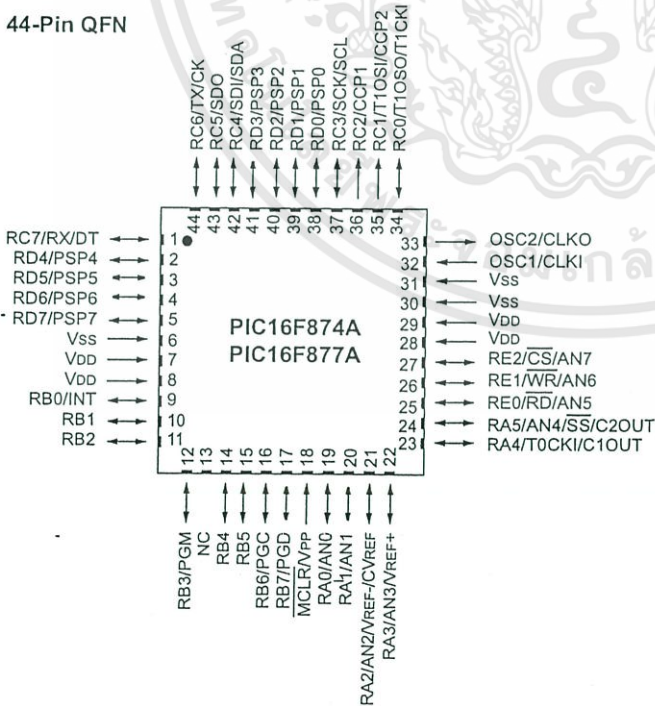 44-Pin QFN
RC6/TX/CK
RC5/SDO
RC4/SDI/SDA
RD3/PSP3
RD2/PSP2
RD1/PSP1
RD0/PSP0
RC3/SCK/SCL
RC2/CCP1
RC1/T1OSI/CCP2
RC0/T1OSO/T1CKI
44 43 42 41 40 39 38 37 36 35 34
RC7/RX/DT 1
RD4/PSP4 2
RD5/PSP5 3
RD6/PSP6 4
RD7/PSP7 5
VSS 6
VDD 7
VDD 8
RB0/INT 9
RB1 10
RB2 11
PIC16F874A
PIC16F877A
33 OSC2/CLKO
32 OSC1/CLKI
31 VSS
30 VSS
29 VDD
28 VDD
27 RE2/CS/AN7
26 RE1/WR/AN6
25 RE0/RD/AN5
24 RA5/AN4/SS/C2OUT
23 RA4/T0CKI/C1OUT
12 13 14 15 16 17 18 19 20 21 22
RB3/PGM
NC
RB4
RB5
RB6/PGC
RB7/PGD
MCLR/VPP
RA0/AN0
RA1/AN1
RA2/AN2/VREF-/CVREF
RA3/AN3/VREF+